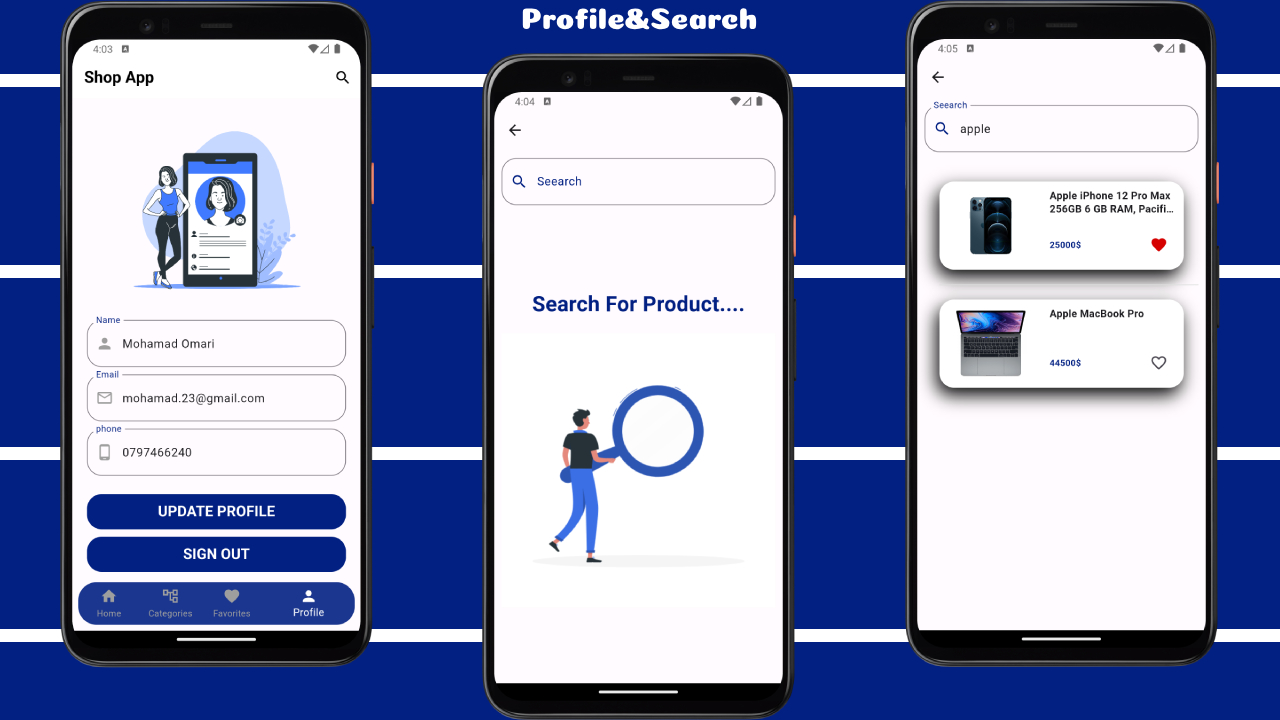 Profile&Search
4:03
Shop App
Name
Mohamad Omari
Email
mohamad.23@gmail.com
phone
0797466240
UPDATE PROFILE
SIGN OUT
Home
Categories
Favorites
Profile
4:04
Seearch
Search For Product....
4:05
Seearch
apple
Apple iPhone 12 Pro Max
256GB 6 GB RAM, Pacifi...
25000$
Apple MacBook Pro
44500$